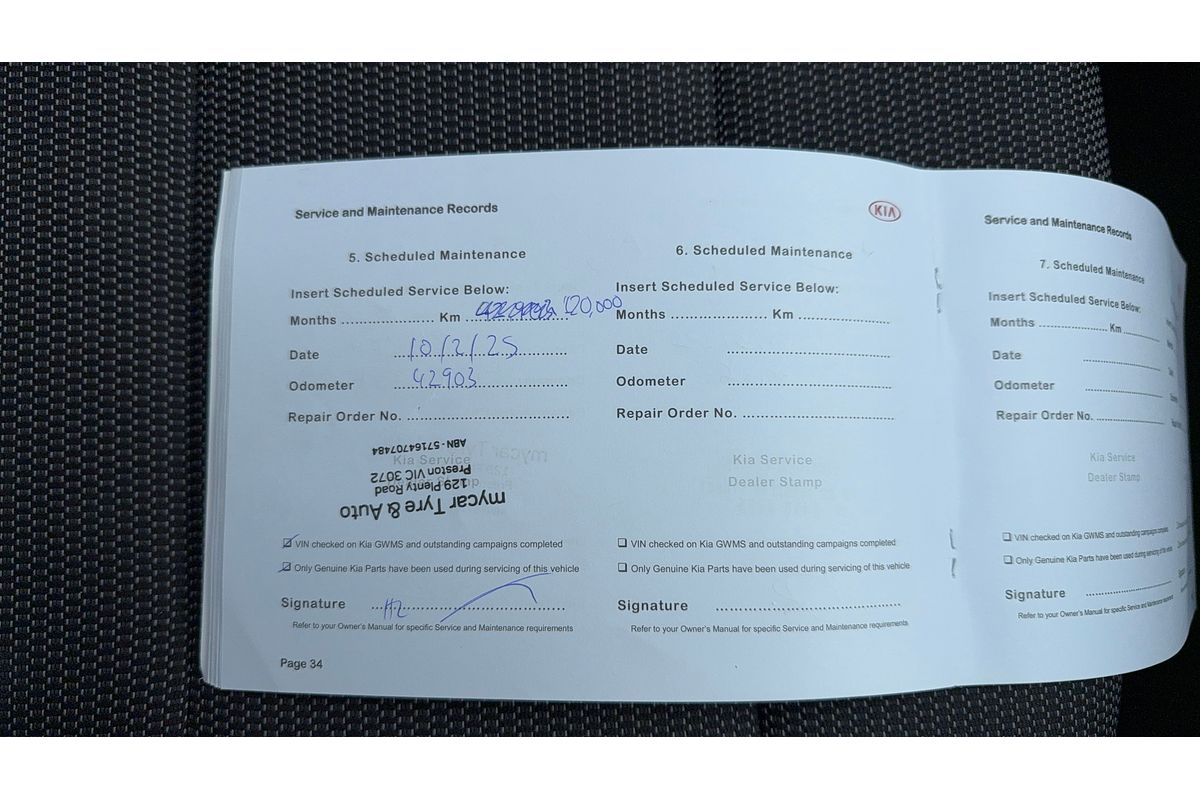 Service and Maintenance Records
KIA
5. Scheduled Maintenance
Insert Scheduled Service Below:
Months .................... Km .................... 120,000
Date 10/2/25
Odometer 42903
Repair Order No. ....................
Kia Service
Dealer Stamp
mycar Tyre & Auto
129 Plenty Road
Preston VIC 3072
ABN - 57164707484
VIN checked on Kia GWMS and outstanding campaigns completed
Only Genuine Kia Parts have been used during servicing of this vehicle
Signature ....................
Refer to your Owner's Manual for specific Service and Maintenance requirements
Page 34
6. Scheduled Maintenance
Insert Scheduled Service Below:
Months .................... Km ....................
Date ....................
Odometer ....................
Repair Order No. ....................
Kia Service
Dealer Stamp
VIN checked on Kia GWMS and outstanding campaigns completed
Only Genuine Kia Parts have been used during servicing of this vehicle
Signature ....................
Refer to your Owner's Manual for specific Service and Maintenance requirements
Service and Maintenance Records
7. Scheduled Maintenance
Insert Scheduled Service Below:
Months .................... Km ..........
Date ....................
Odometer ....................
Repair Order No. ....................
Kia Service
Dealer Stamp
VIN checked on Kia GWMS and outstanding campaigns completed
Only Genuine Kia Parts have been used during servicing of this vehicle
Signature ....................
Refer to your Owner's Manual for specific Service and Maintenance requirement